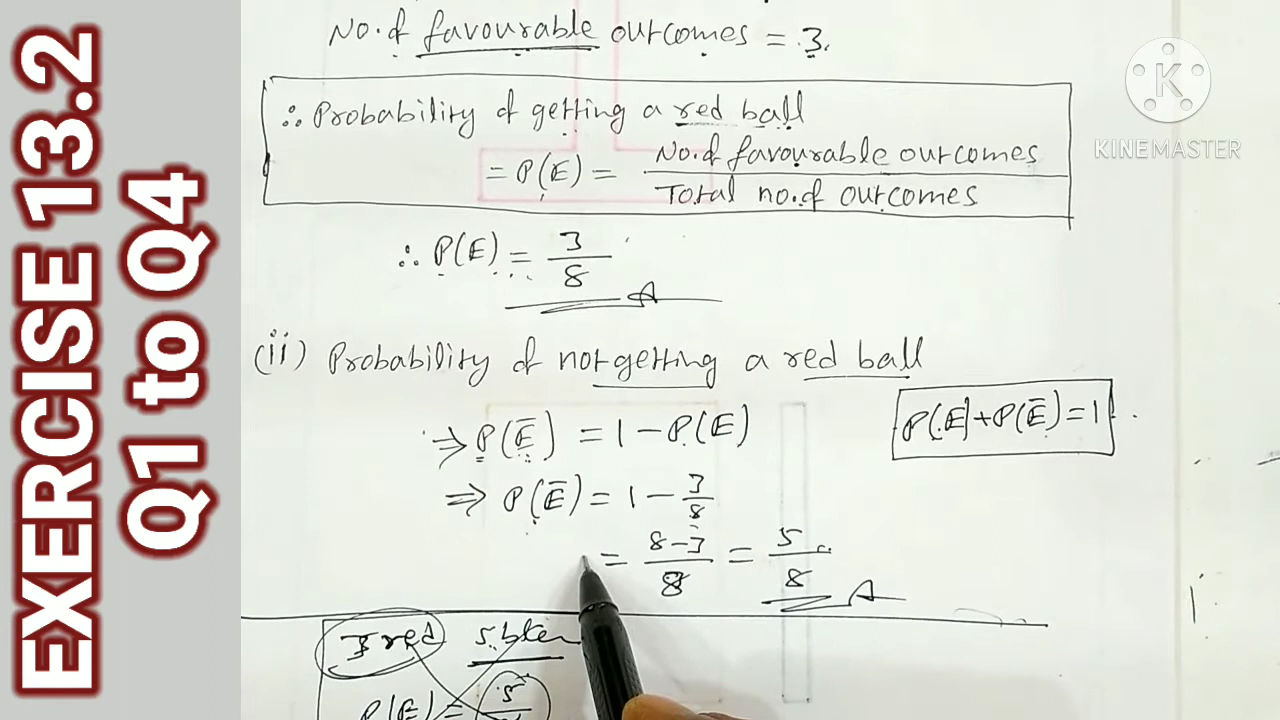 EXERCISE 13.2
Q1 to Q4
K
KINEMASTER
No. of favourable outcomes = 3.
∴ Probability of getting a red ball
= P(E) = No. of favourable outcomes / Total no. of outcomes
∴ P(E) = 3/8
(ii) Probability of not getting a red ball
⇒ P(E̅) = 1 - P(E)
P(E) + P(E̅) = 1
⇒ P(E̅) = 1 - 3/8
= 8-3/8 = 5/8
red
P(E) = 5